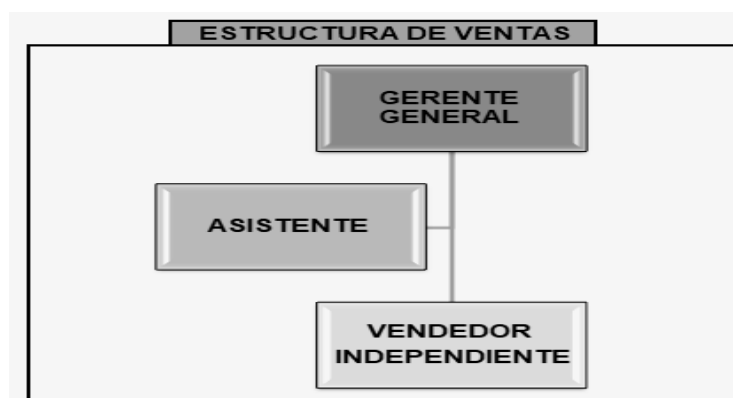 ESTRUCTURA DE VENTAS
GERENTE
GENERAL
ASISTENTE
VENDEDOR
INDEPENDIENTE